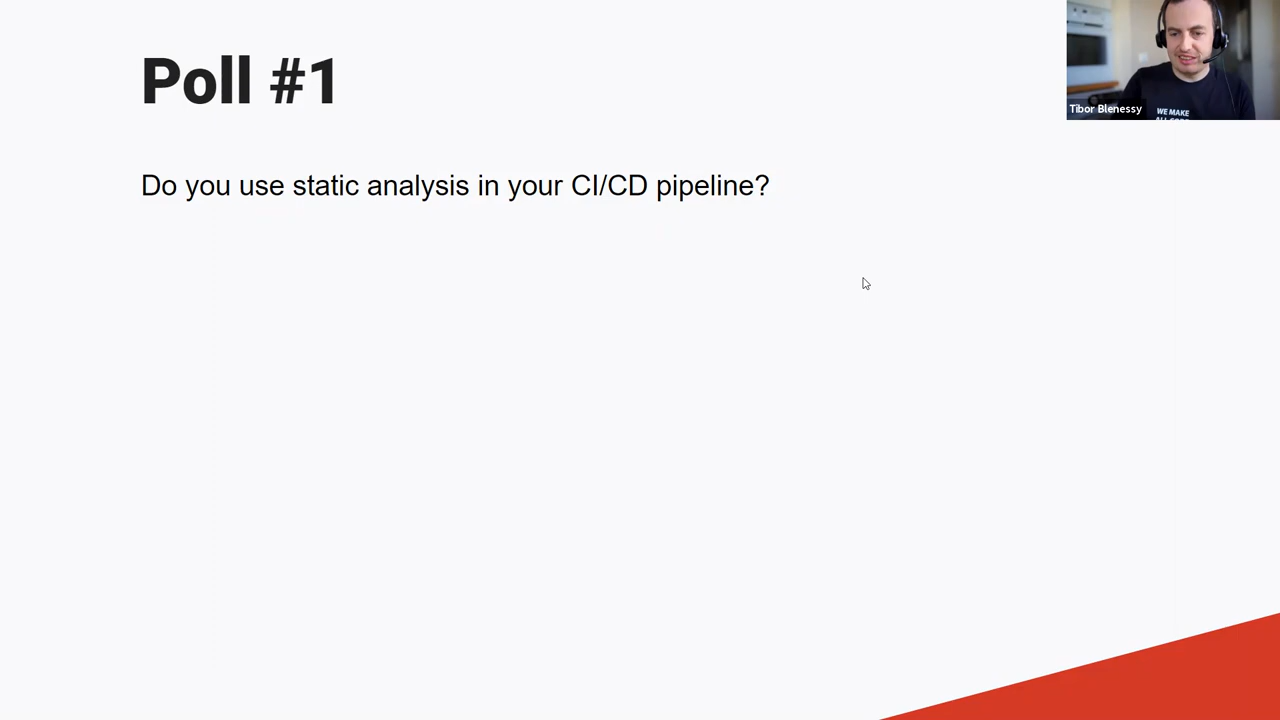 Poll #1
Do you use static analysis in your CI/CD pipeline?
Tibor Blenessy
WE MAKE